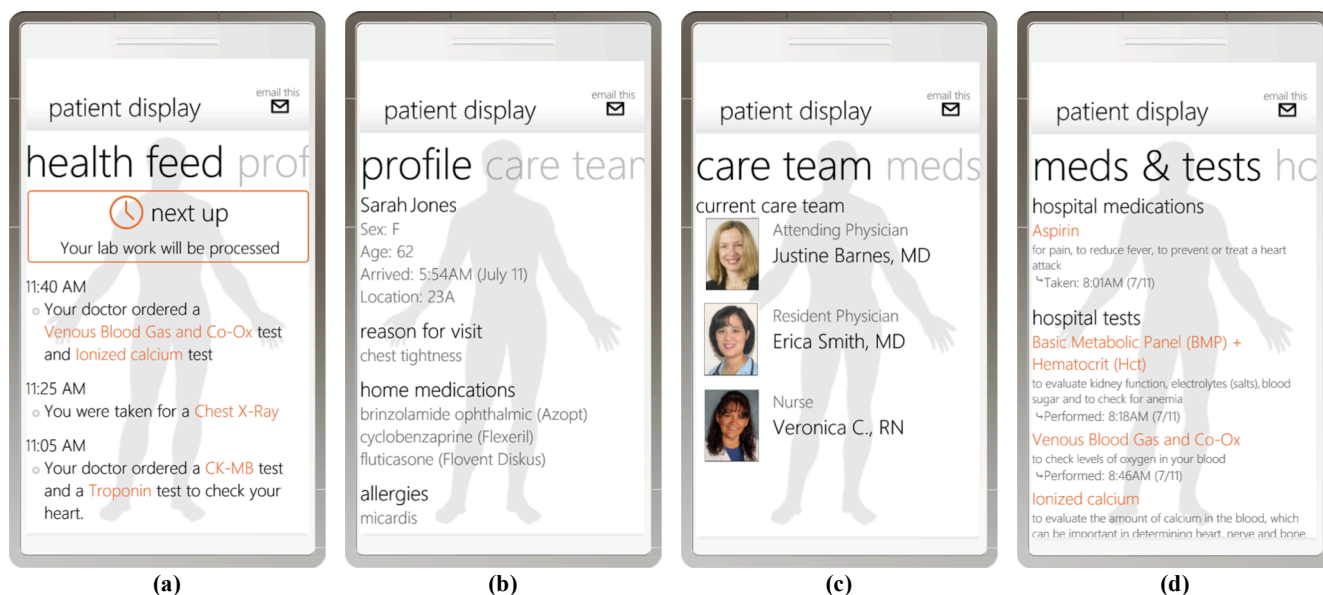 email this
patient display
health feed prof
next up
Your lab work will be processed
11:40 AM
Your doctor ordered a
Venous Blood Gas and Co-Ox test
and Ionized calcium test
11:25 AM
You were taken for a Chest X-Ray
11:05 AM
Your doctor ordered a CK-MB test
and a Troponin test to check your
heart.
(a)
email this
patient display
profile care tear
Sarah Jones
Sex: F
Age: 62
Arrived: 5:54AM (July 11)
Location: 23A
reason for visit
chest tightness
home medications
brinzolamide ophthalmic (Azopt)
cyclobenzaprine (Flexeril)
fluticasone (Flovent Diskus)
allergies
micardis
(b)
email this
patient display
care team meds
current care team
Attending Physician
Justine Barnes, MD
Resident Physician
Erica Smith, MD
Nurse
Veronica C., RN
(c)
email this
patient display
meds & tests ho
hospital medications
Aspirin
for pain, to reduce fever, to prevent or treat a heart
attack
Taken: 8:01AM (7/11)
hospital tests
Basic Metabolic Panel (BMP) +
Hematocrit (Hct)
to evaluate kidney function, electrolytes (salts), blood
sugar and to check for anemia
Performed: 8:18AM (7/11)
Venous Blood Gas and Co-Ox
to check levels of oxygen in your blood
Performed: 8:46AM (7/11)
Ionized calcium
to evaluate the amount of calcium in the blood, which
can be important in determining heart, nerve and bone
(d)